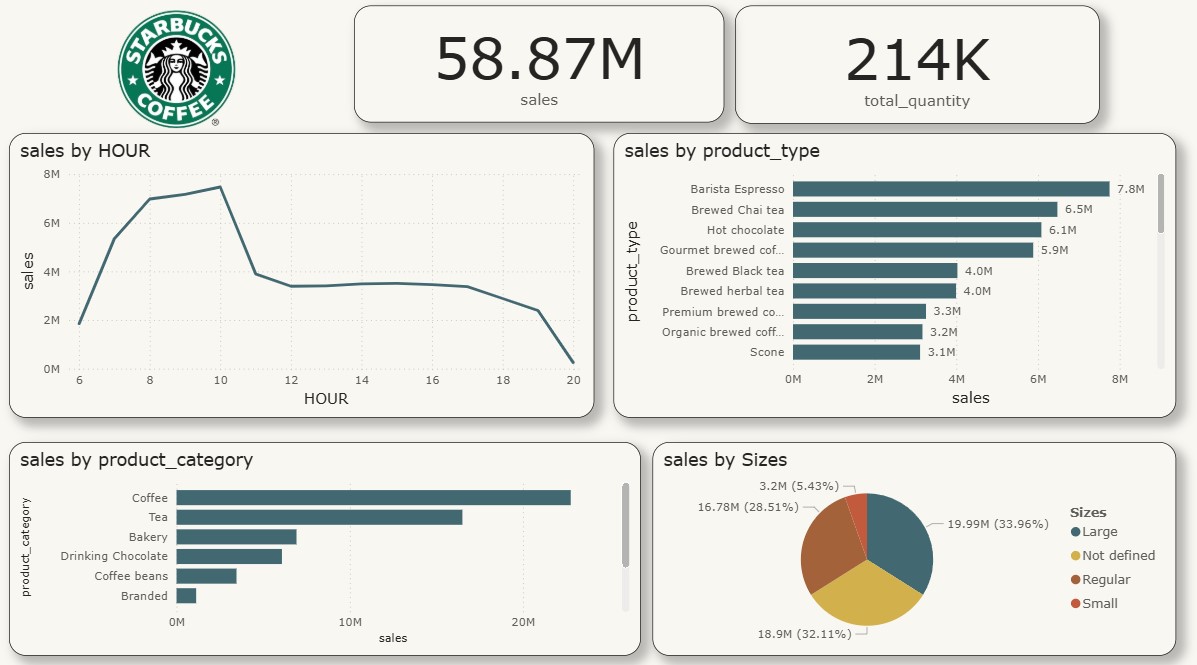 STARBUCKS
COFFEE
®
58.87M
sales
214K
total_quantity
sales by HOUR
8M
6M
4M
2M
0M
sales
6 8 10 12 14 16 18 20
HOUR
sales by product_type
product_type
Barista Espresso 7.8M
Brewed Chai tea 6.5M
Hot chocolate 6.1M
Gourmet brewed cof... 5.9M
Brewed Black tea 4.0M
Brewed herbal tea 4.0M
Premium brewed co... 3.3M
Organic brewed coff... 3.2M
Scone 3.1M
0M 2M 4M 6M 8M
sales
sales by product_category
product_category
Coffee
Tea
Bakery
Drinking Chocolate
Coffee beans
Branded
0M 10M 20M
sales
sales by Sizes
3.2M (5.43%)
16.78M (28.51%)
19.99M (33.96%)
18.9M (32.11%)
Sizes
Large
Not defined
Regular
Small